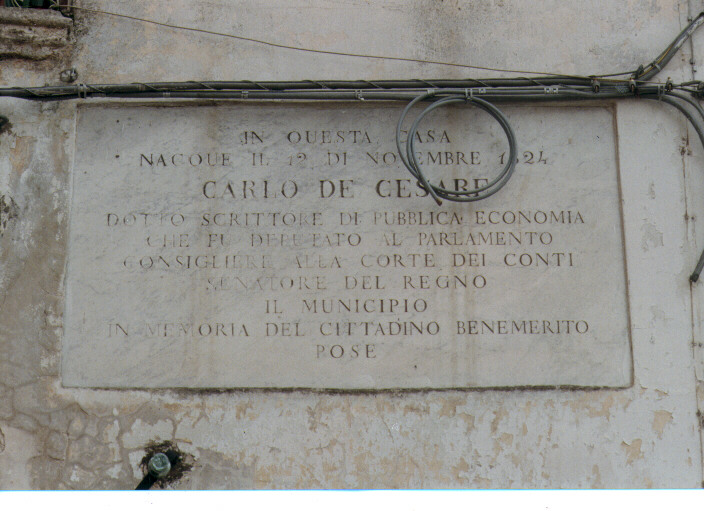 IN QUESTA CASA
NACQUE IL 12 DI NOVEMBRE 1824
CARLO DE CESARE
DOTTO SCRITTORE DI PUBBLICA ECONOMIA
CHE FU DEPUTATO AL PARLAMENTO
CONSIGLIERE ALLA CORTE DEI CONTI
SENATORE DEL REGNO
IL MUNICIPIO
IN MEMORIA DEL CITTADINO BENEMERITO
POSE